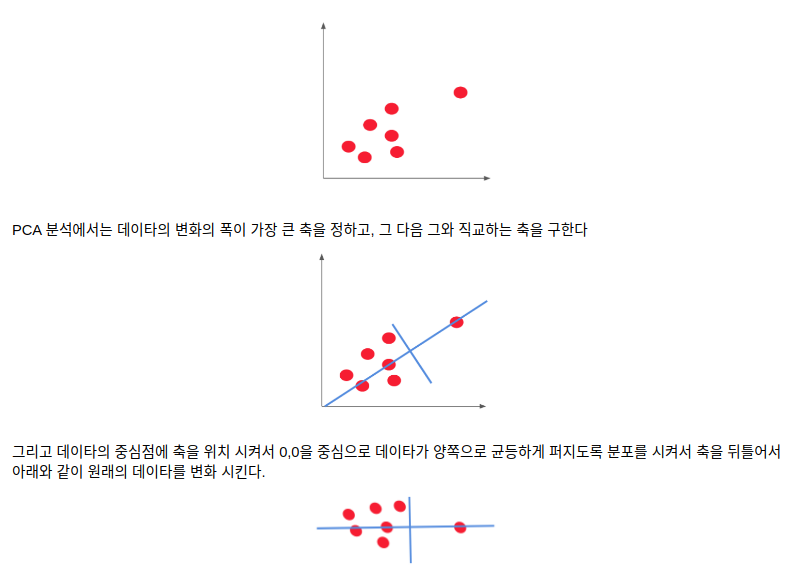 PCA 분석에서는 데이타의 변화의 폭이 가장 큰 축을 정하고, 그 다음 그와 직교하는 축을 구한다
그리고 데이타의 중심점에 축을 위치 시켜서 0,0을 중심으로 데이타가 양쪽으로 균등하게 퍼지도록 분포를 시켜서 축을 뒤틀어서
아래와 같이 원래의 데이타를 변화 시킨다.